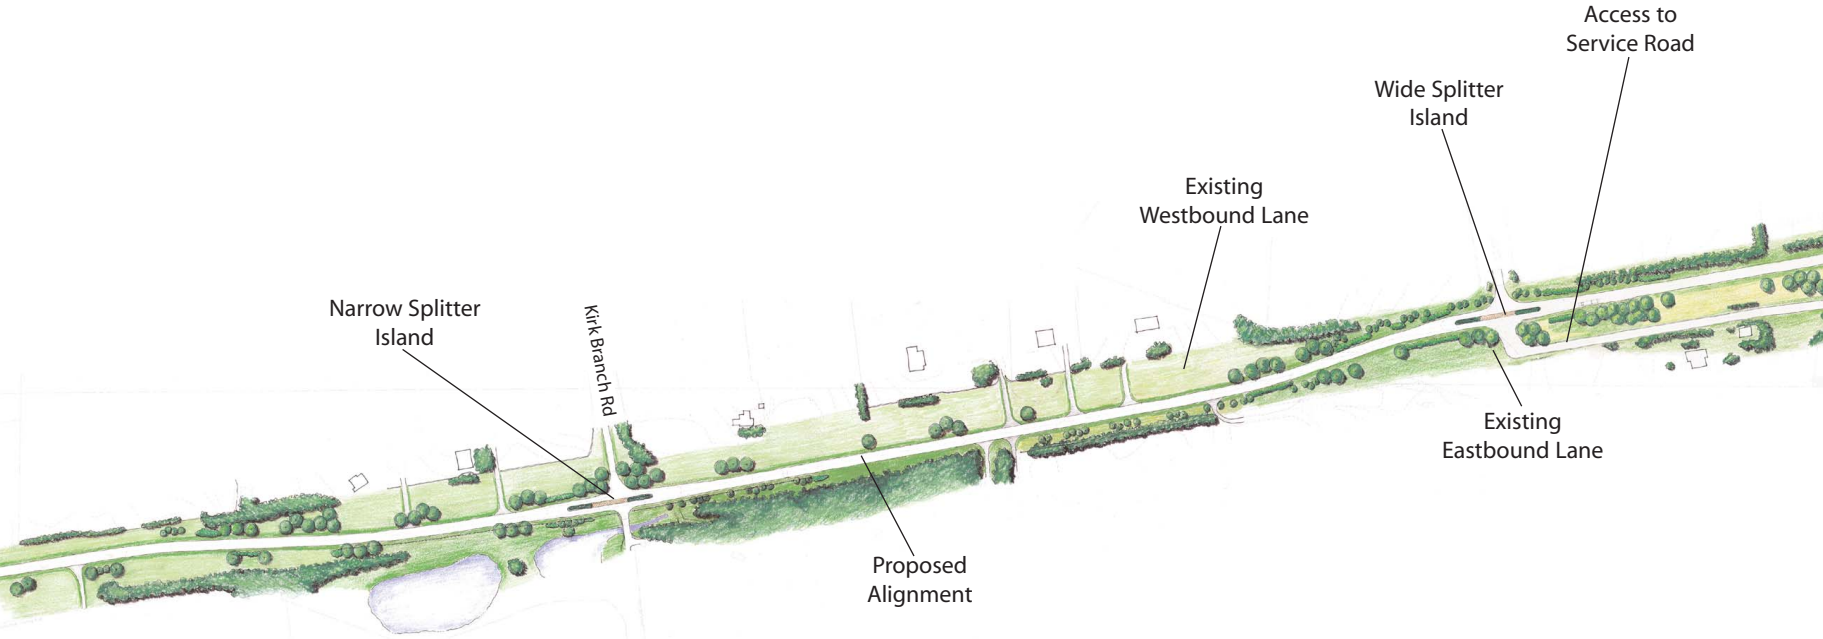 Access to
Service Road
Wide Splitter
Island
Existing
Westbound Lane
Narrow Splitter
Island
Kirk Branch Rd
Existing
Eastbound Lane
Proposed
Alignment